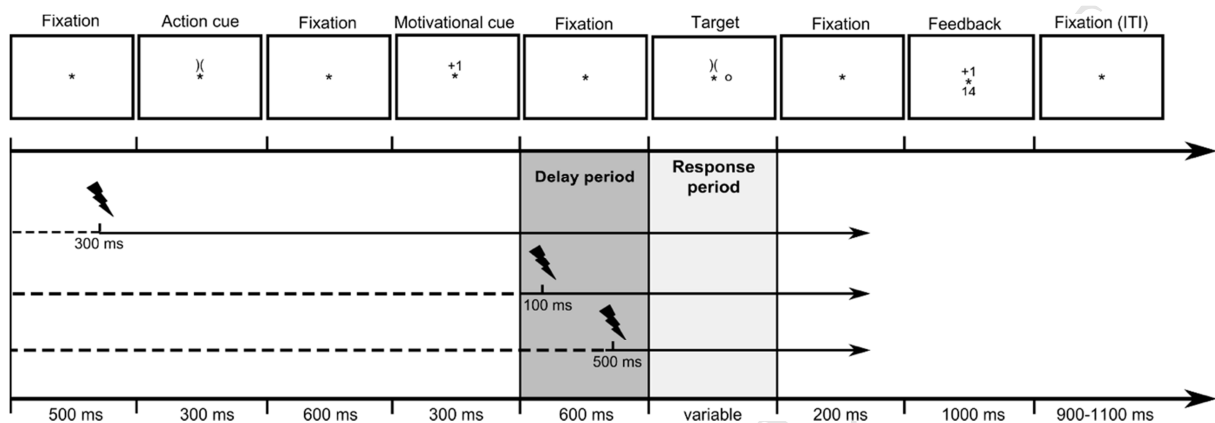 Fixation Action cue Fixation Motivational cue Fixation Target Fixation Feedback Fixation (ITI)
)( +1 )( +1
* * * * * * o * * *
14
Delay period Response
period
300 ms
100 ms
500 ms
500 ms 300 ms 600 ms 300 ms 600 ms variable 200 ms 1000 ms 900-1100 ms